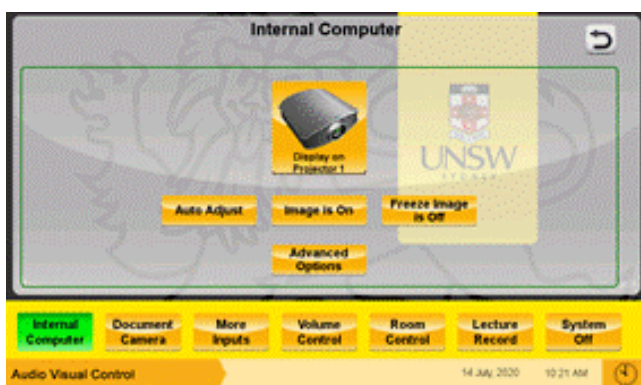 Internal Computer
Display on
Projector 1
UNSW
SYDNEY
Auto Adjust
Image is On
Freeze Image
is Off
Advanced
Options
Internal
Computer
Document
Camera
More
Inputs
Volume
Control
Room
Control
Lecture
Record
System
Off
Audio Visual Control
14 July, 2020
10:21 AM